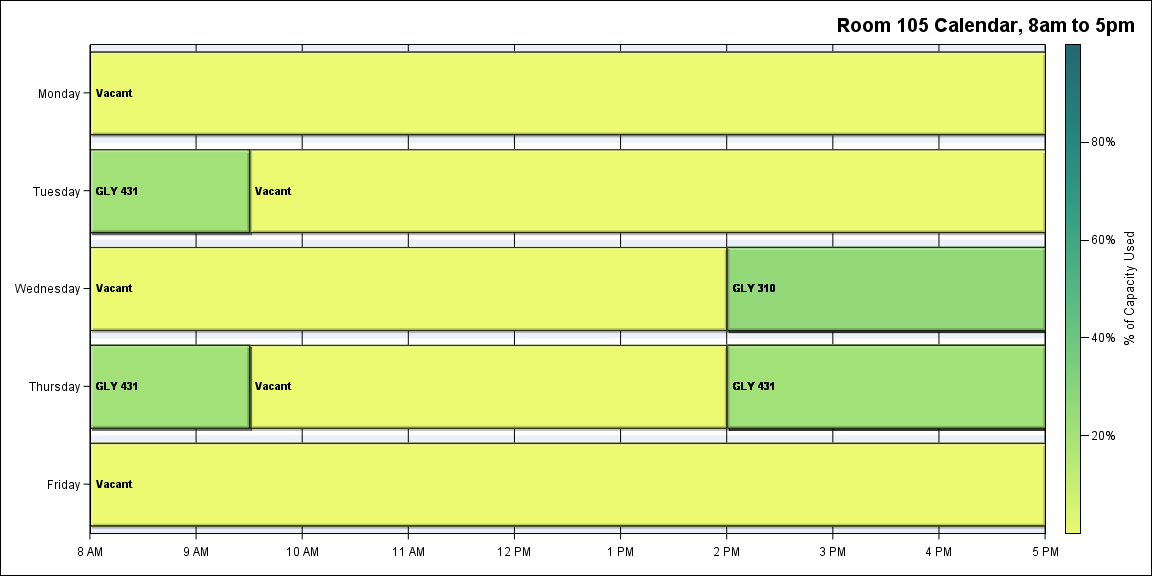 Room 105 Calendar, 8am to 5pm
Monday
Vacant
Tuesday
GLY 431
Vacant
Wednesday
Vacant
GLY 310
Thursday
GLY 431
Vacant
GLY 431
Friday
Vacant
8 AM 9 AM 10 AM 11 AM 12 PM 1 PM 2 PM 3 PM 4 PM 5 PM
80%
60%
40%
20%
% of Capacity Used